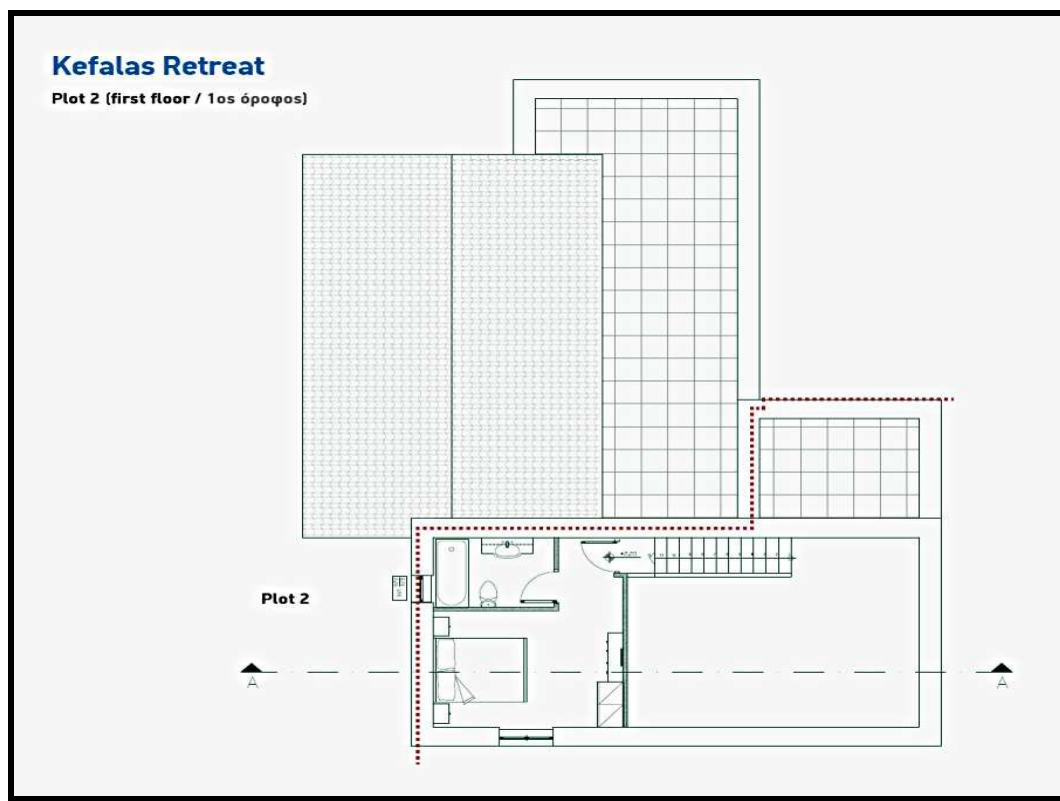 Kefalas Retreat
Plot 2 (first floor / 1ος όροφος)
Plot 2
A
A